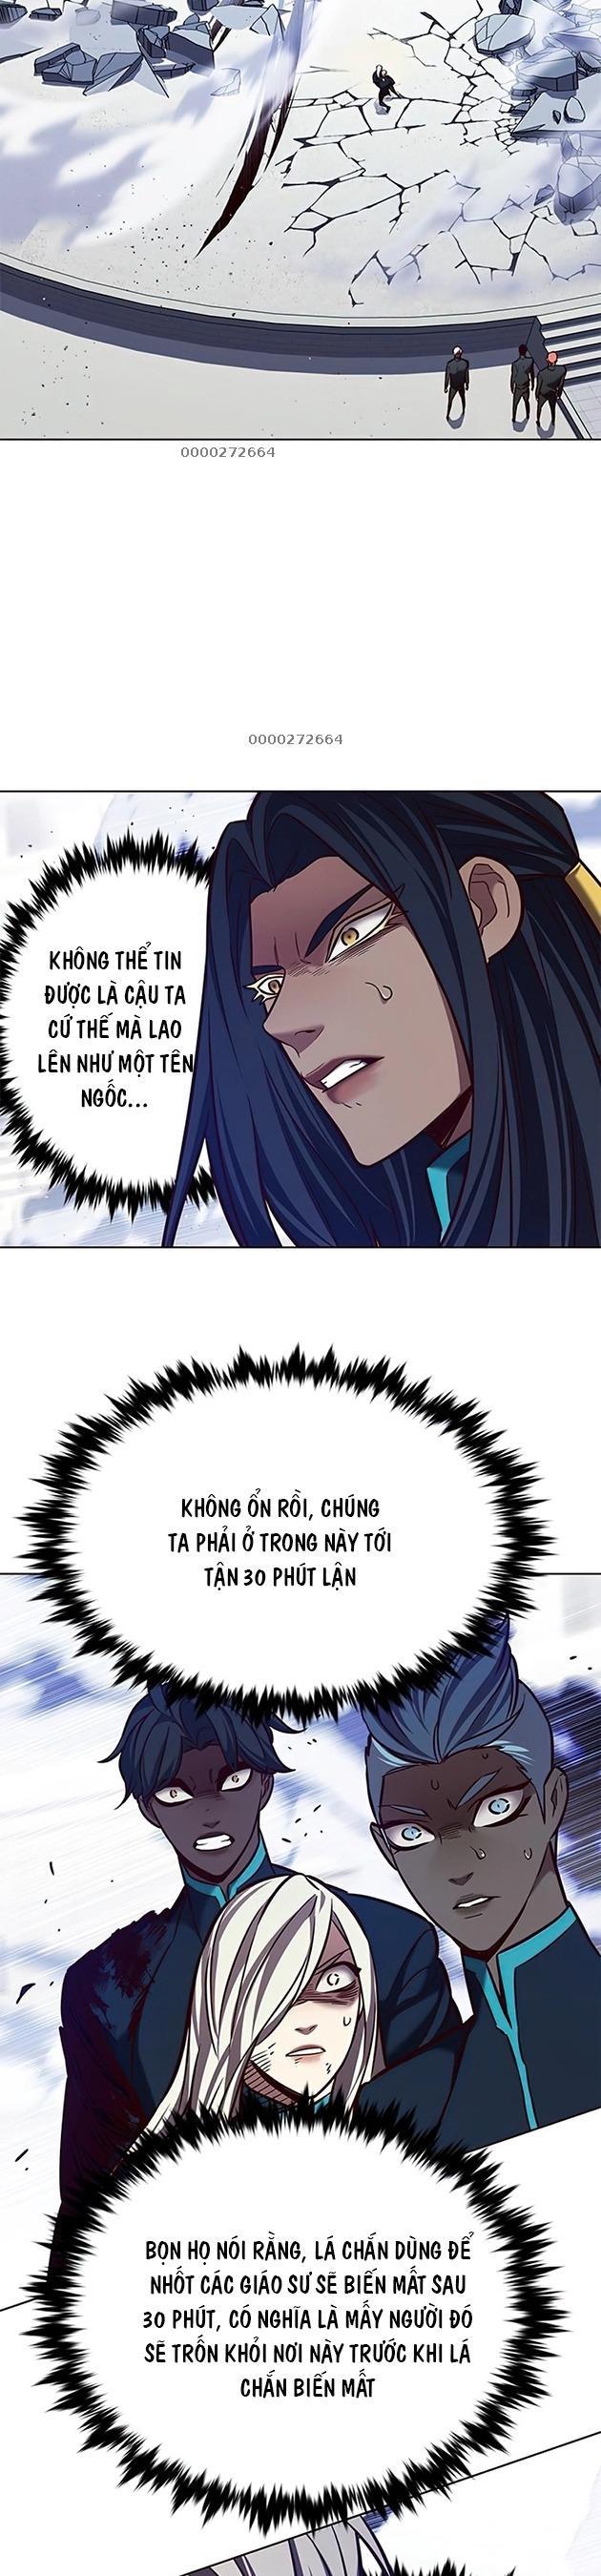 0000272664
0000272664
KHÔNG THỂ TIN
ĐƯỢC LÀ CẬU TA
CỨ THẾ MÀ LAO
LÊN NHƯ MỘT TÊN
NGỐC...
KHÔNG ỔN RỒI, CHÚNG
TA PHẢI Ở TRONG NÀY TỚI
TẬN 30 PHÚT LẬN
BỌN HỌ NÓI RẰNG, LÁ CHẮN DÙNG ĐỂ
NHỐT CÁC GIÁO SƯ SẼ BIẾN MẤT SAU
30 PHÚT, CÓ NGHĨA LÀ MẤY NGƯỜI ĐÓ
SẼ TRỐN KHỎI NƠI NÀY TRƯỚC KHI LÁ
CHẮN BIẾN MẤT